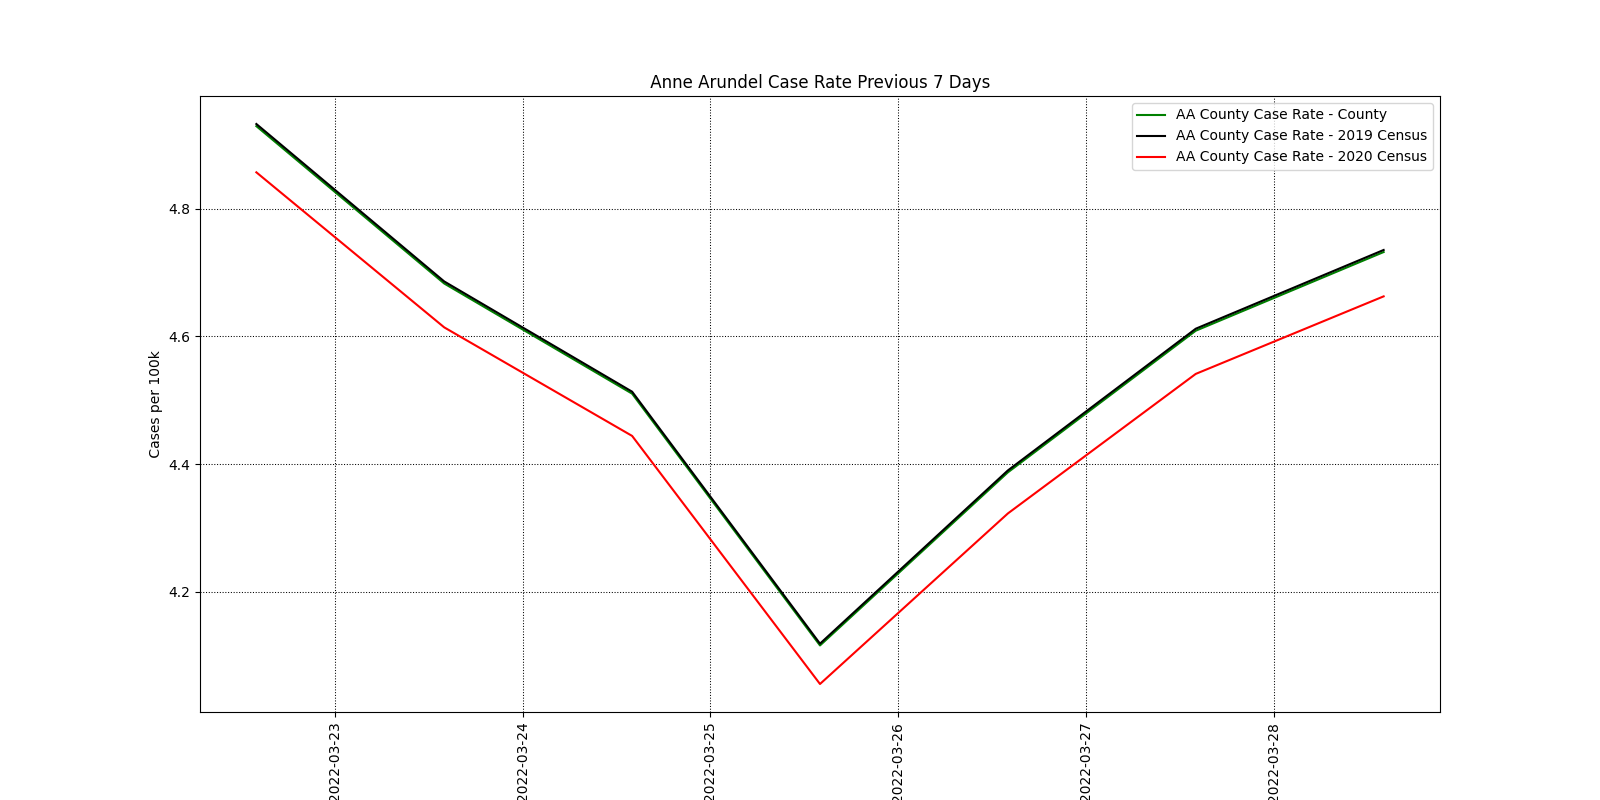 Anne Arundel Case Rate Previous 7 Days
AA County Case Rate - County
AA County Case Rate - 2019 Census
AA County Case Rate - 2020 Census
Cases per 100k
4.8
4.6
4.4
4.2
2022-03-23
2022-03-24
2022-03-25
2022-03-26
2022-03-27
2022-03-28